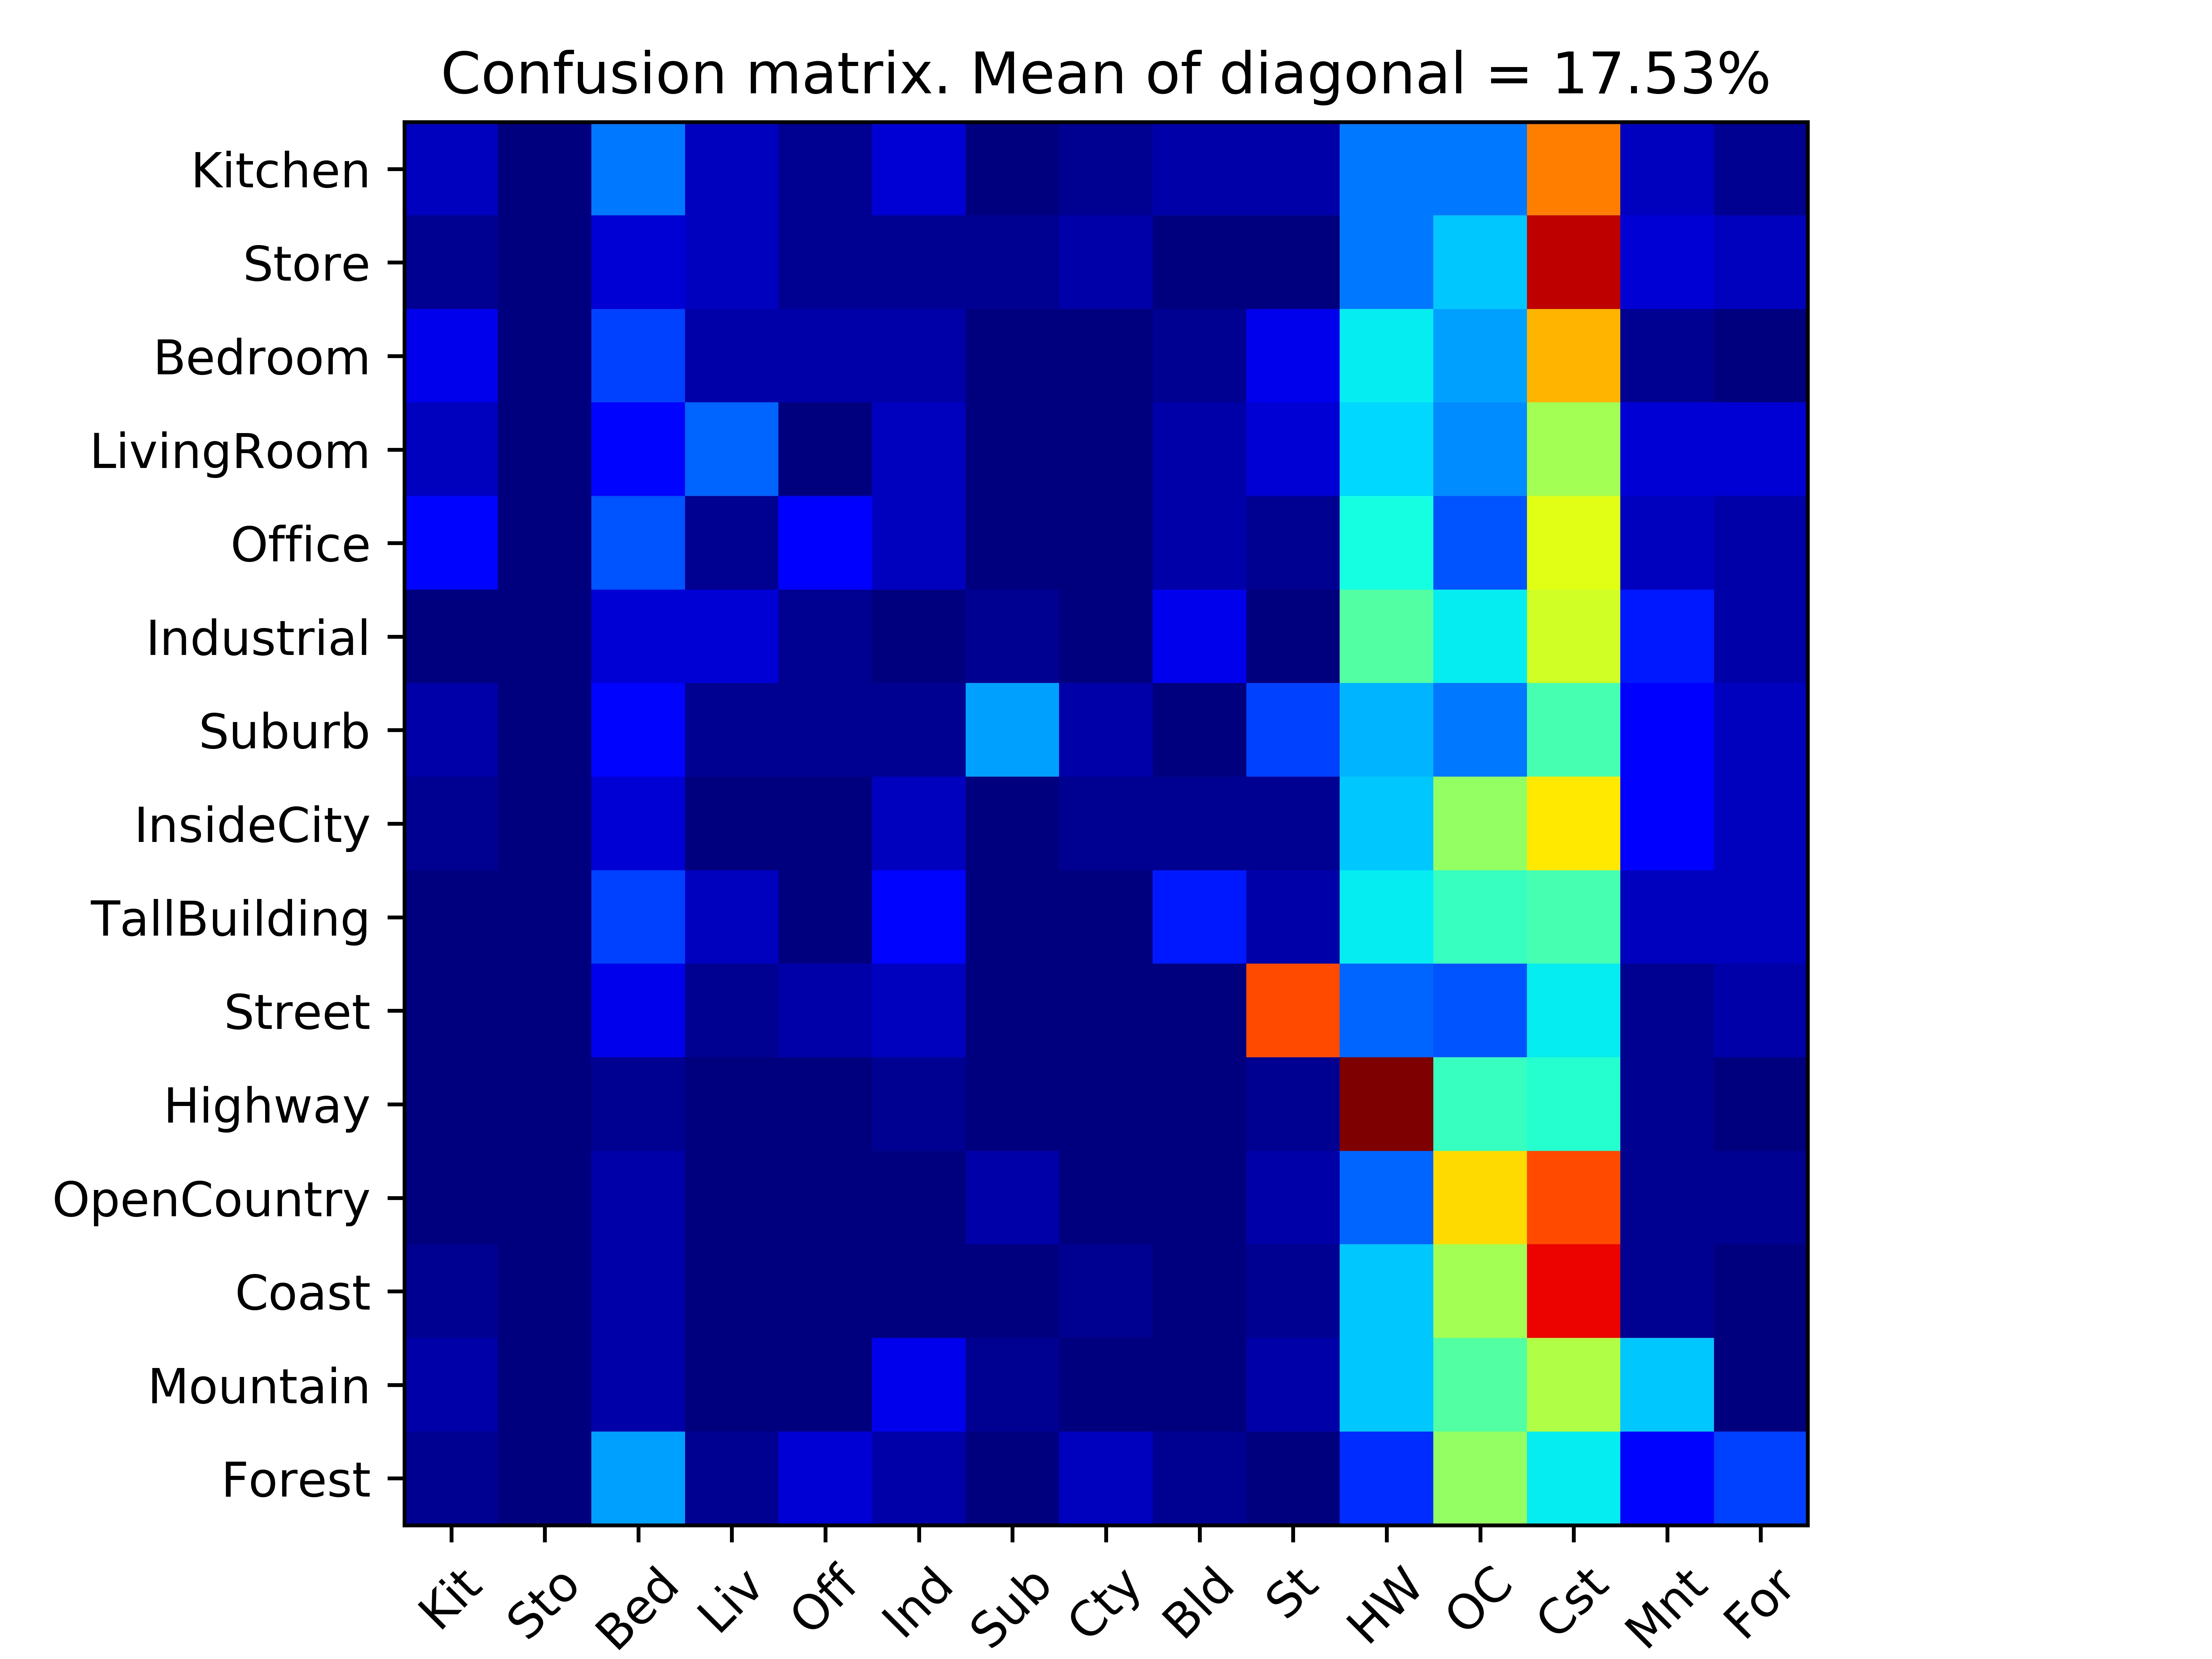 Confusion matrix. Mean of diagonal = 17.53%
Kitchen
Store
Bedroom
LivingRoom
Office
Industrial
Suburb
InsideCity
TallBuilding
Street
Highway
OpenCountry
Coast
Mountain
Forest
Kit Sto Bed Liv Off Ind Sub Cty Bld St HW OC Cst Mnt For